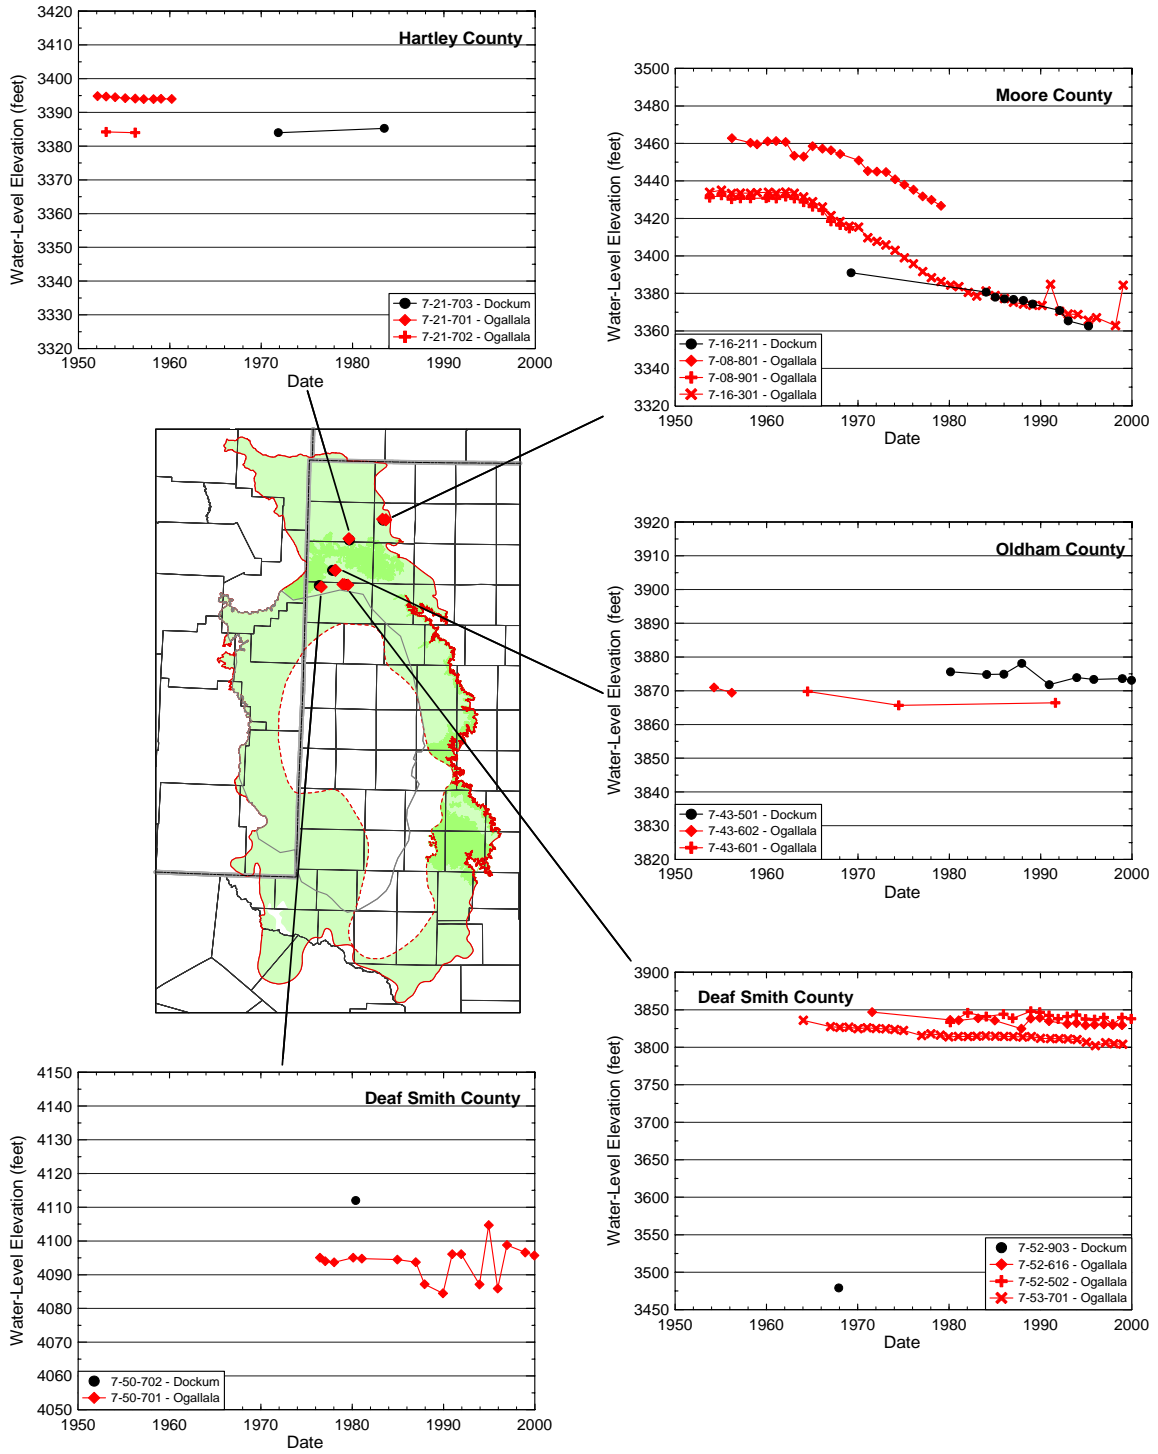 Hartley County
Water-Level Elevation (feet)
3420
3410
3400
3390
3380
3370
3360
3350
3340
3330
3320
7-21-703 - Dockum
7-21-701 - Ogallala
7-21-702 - Ogallala
1950 1960 1970 1980 1990 2000
Date
Moore County
Water-Level Elevation (feet)
3500
3480
3460
3440
3420
3400
3380
3360
3340
3320
7-16-211 - Dockum
7-08-801 - Ogallala
7-08-901 - Ogallala
7-16-301 - Ogallala
1950 1960 1970 1980 1990 2000
Date
Oldham County
Water-Level Elevation (feet)
3920
3910
3900
3890
3880
3870
3860
3850
3840
3830
3820
7-43-501 - Dockum
7-43-602 - Ogallala
7-43-601 - Ogallala
1950 1960 1970 1980 1990 2000
Date
Deaf Smith County
Water-Level Elevation (feet)
3900
3850
3800
3750
3700
3650
3600
3550
3500
3450
7-52-903 - Dockum
7-52-616 - Ogallala
7-52-502 - Ogallala
7-53-701 - Ogallala
1950 1960 1970 1980 1990 2000
Date
Deaf Smith County
Water-Level Elevation (feet)
4150
4140
4130
4120
4110
4100
4090
4080
4070
4060
4050
7-50-702 - Dockum
7-50-701 - Ogallala
1950 1960 1970 1980 1990 2000
Date